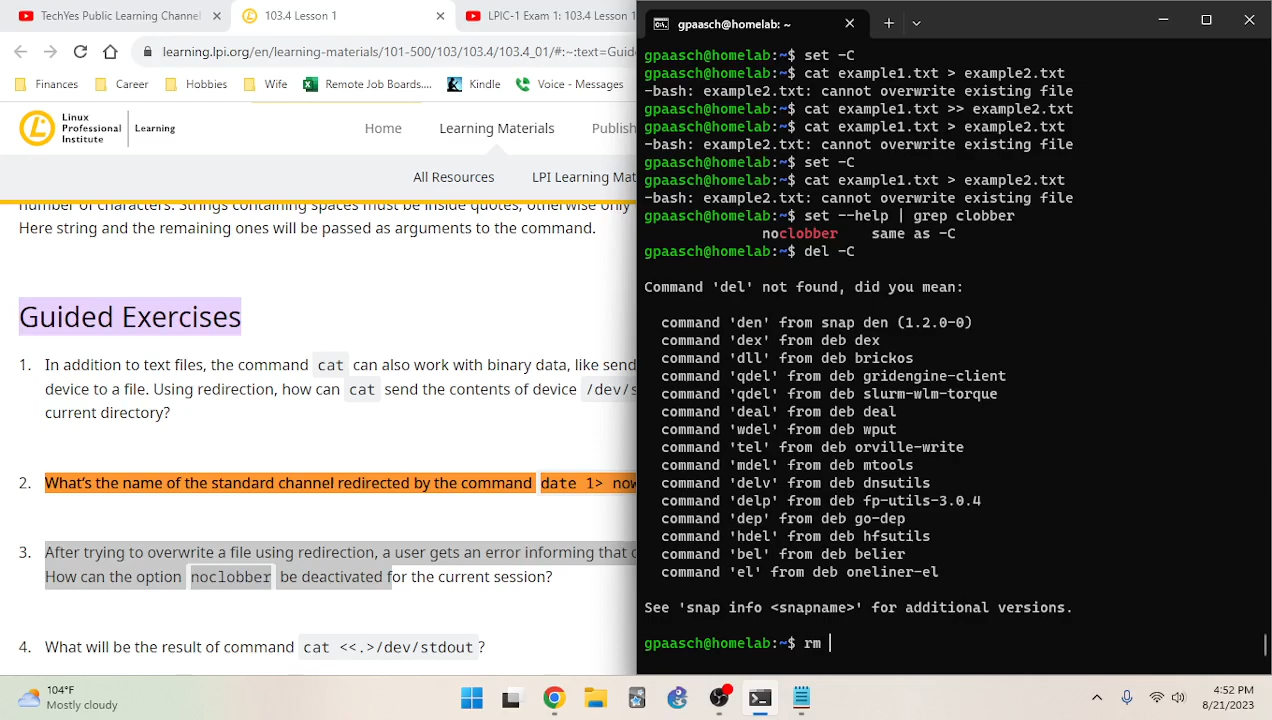 TechYes Public Learning Channel
103.4 Lesson 1
LPIC-1 Exam 1: 103.4 Lesson 1
learning.lpi.org/en/learning-materials/101-500/103/103.4/103.4_01/#:~:text=Guid
Finances
Career
Hobbies
Wife
Remote Job Boards....
Kindle
Voice - Messages
Linux
Professional
Institute
Learning
Home
Learning Materials
Publish
All Resources
LPI Learning Mat
number of characters. Strings containing spaces must be inside quotes, otherwise only
Here string and the remaining ones will be passed as arguments to the command.
Guided Exercises
1. In addition to text files, the command cat can also work with binary data, like send
device to a file. Using redirection, how can cat send the contents of device /dev/s
current directory?
2. What’s the name of the standard channel redirected by the command date 1> now
3. After trying to overwrite a file using redirection, a user gets an error informing that
How can the option noclobber be deactivated for the current session?
4. What will be the result of command cat <<.>/dev/stdout ?
gpaasch@homelab: ~
gpaasch@homelab:~$ set -C
gpaasch@homelab:~$ cat example1.txt > example2.txt
-bash: example2.txt: cannot overwrite existing file
gpaasch@homelab:~$ cat example1.txt >> example2.txt
gpaasch@homelab:~$ cat example1.txt > example2.txt
-bash: example2.txt: cannot overwrite existing file
gpaasch@homelab:~$ set -C
gpaasch@homelab:~$ cat example1.txt > example2.txt
-bash: example2.txt: cannot overwrite existing file
gpaasch@homelab:~$ set --help | grep clobber
noclobber same as -C
gpaasch@homelab:~$ del -C
Command 'del' not found, did you mean:
command 'den' from snap den (1.2.0-0)
command 'dex' from deb dex
command 'dll' from deb brickos
command 'qdel' from deb gridengine-client
command 'qdel' from deb slurm-wlm-torque
command 'deal' from deb deal
command 'wdel' from deb wput
command 'tel' from deb orville-write
command 'mdel' from deb mtools
command 'delv' from deb dnsutils
command 'delp' from deb fp-utils-3.0.4
command 'dep' from deb go-dep
command 'hdel' from deb hfsutils
command 'bel' from deb belier
command 'el' from deb oneliner-el
See 'snap info <snapname>' for additional versions.
gpaasch@homelab:~$ rm
104°F
Mostly cloudy
4:52 PM
8/21/2023